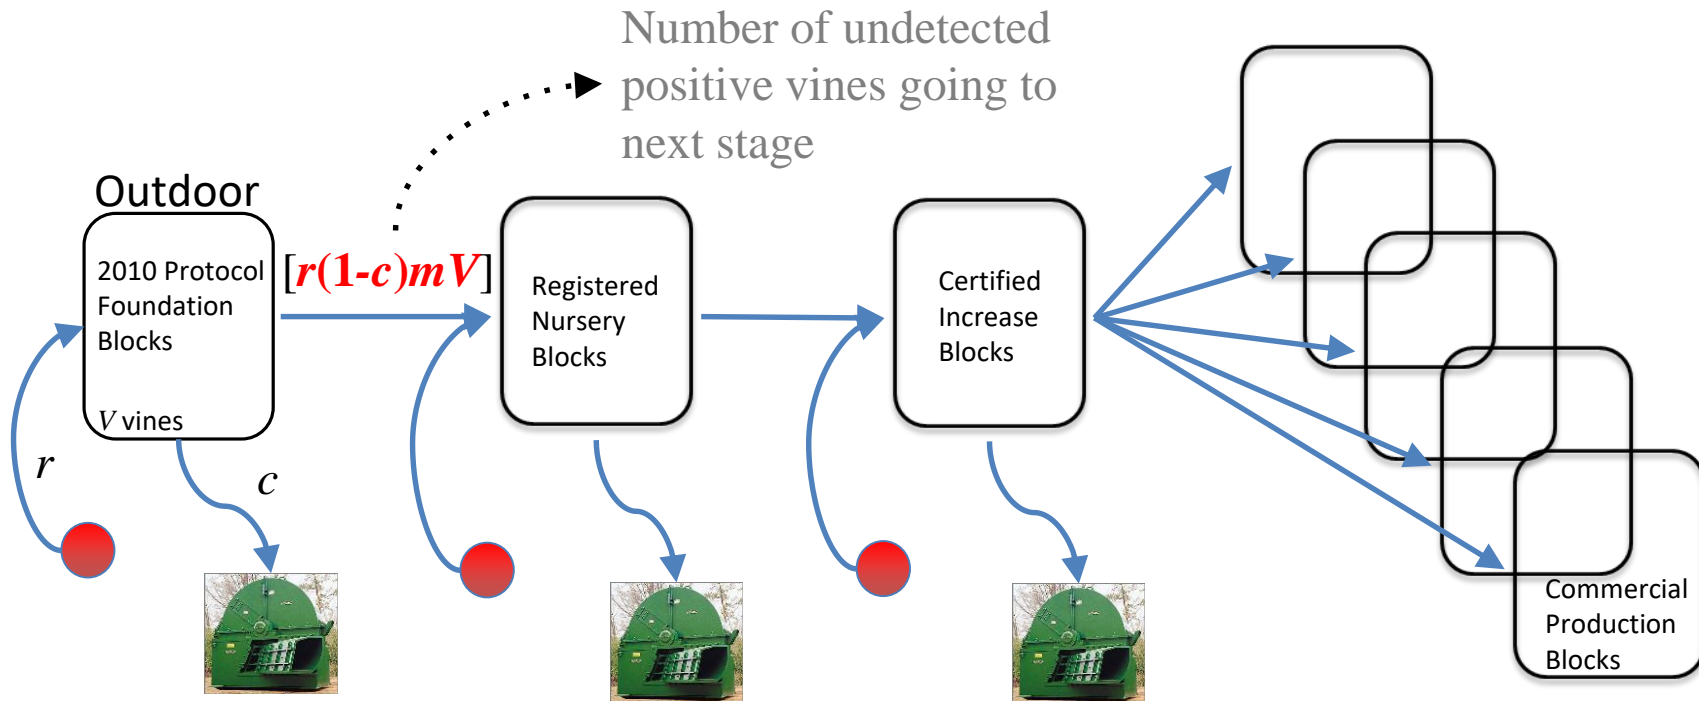 Number of undetected
positive vines going to
next stage
Outdoor
2010 Protocol
Foundation
Blocks
V vines
[r(1-c)mV]
Registered
Nursery
Blocks
Certified
Increase
Blocks
r
c
Commercial
Production
Blocks